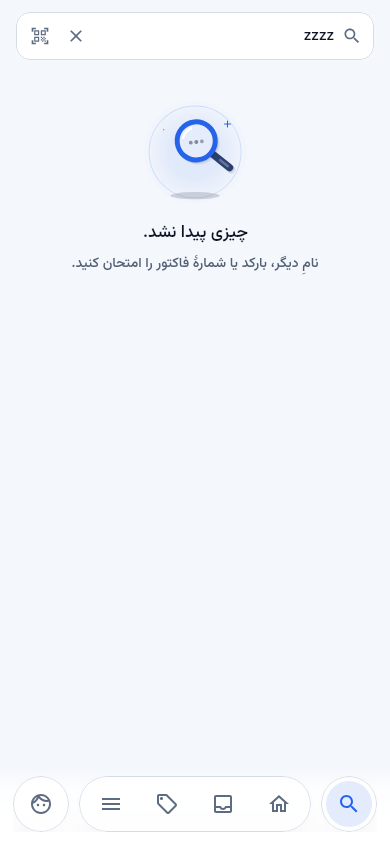 zzzz
چیزی پیدا نشد.
نامِ دیگر، بارکد یا شمارهٔ فاکتور را امتحان کنید.